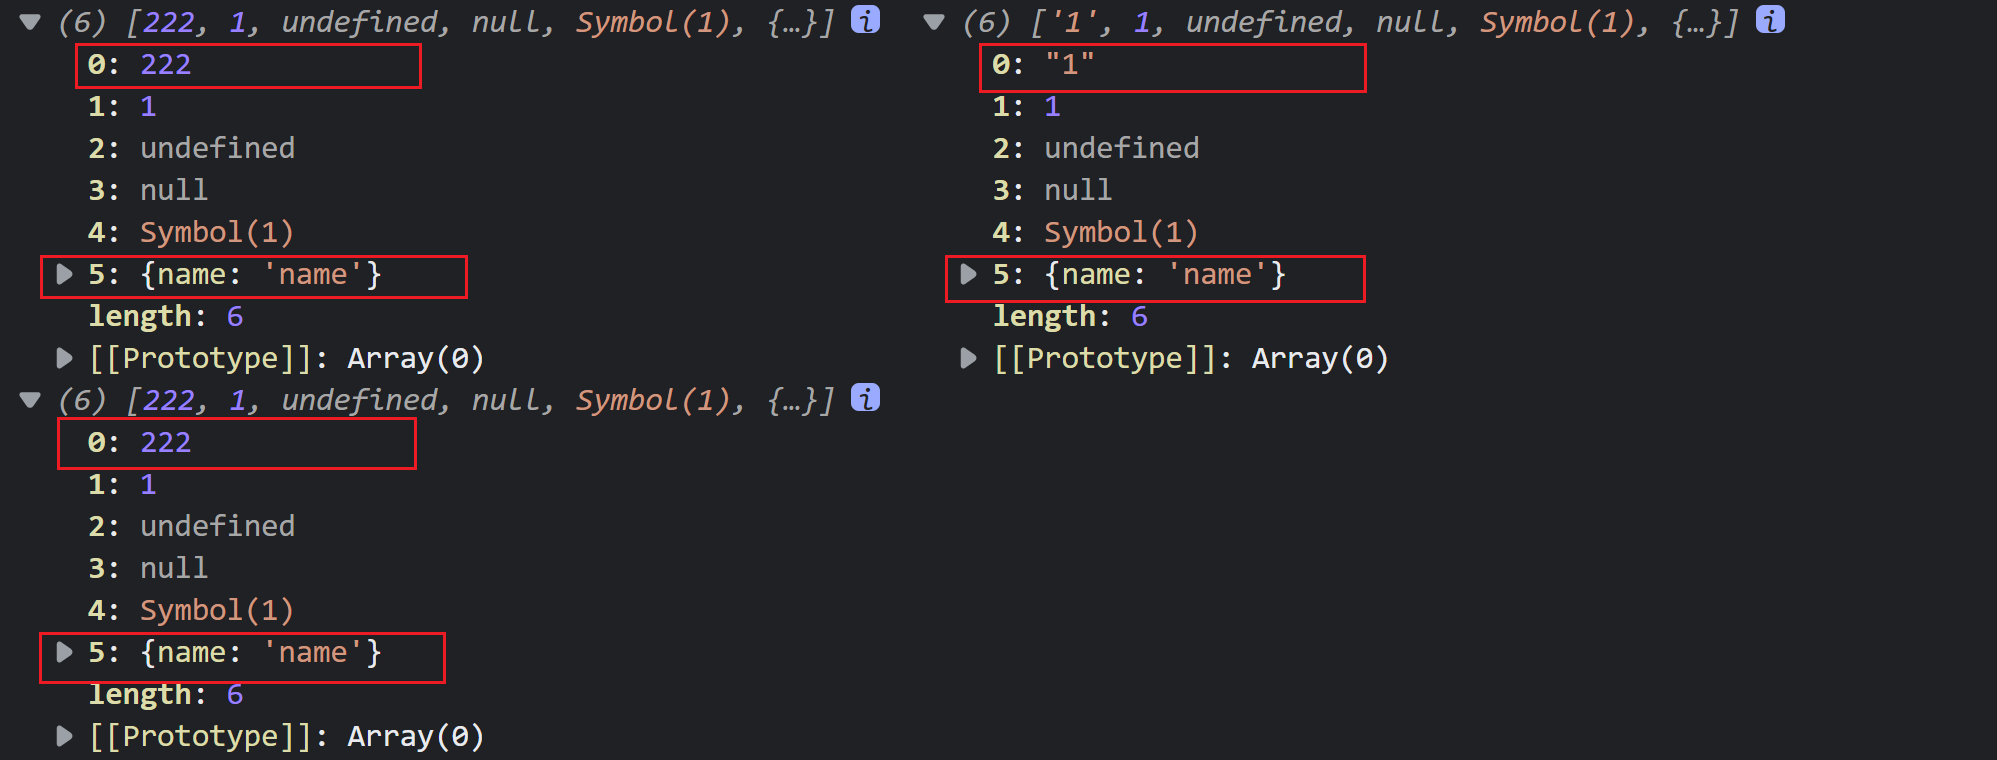 (6) [222, 1, undefined, null, Symbol(1), {…}] i
0: 222
1: 1
2: undefined
3: null
4: Symbol(1)
5: {name: 'name'}
length: 6
[[Prototype]]: Array(0)
(6) ['1', 1, undefined, null, Symbol(1), {…}] i
0: "1"
1: 1
2: undefined
3: null
4: Symbol(1)
5: {name: 'name'}
length: 6
[[Prototype]]: Array(0)
(6) [222, 1, undefined, null, Symbol(1), {…}] i
0: 222
1: 1
2: undefined
3: null
4: Symbol(1)
5: {name: 'name'}
length: 6
[[Prototype]]: Array(0)